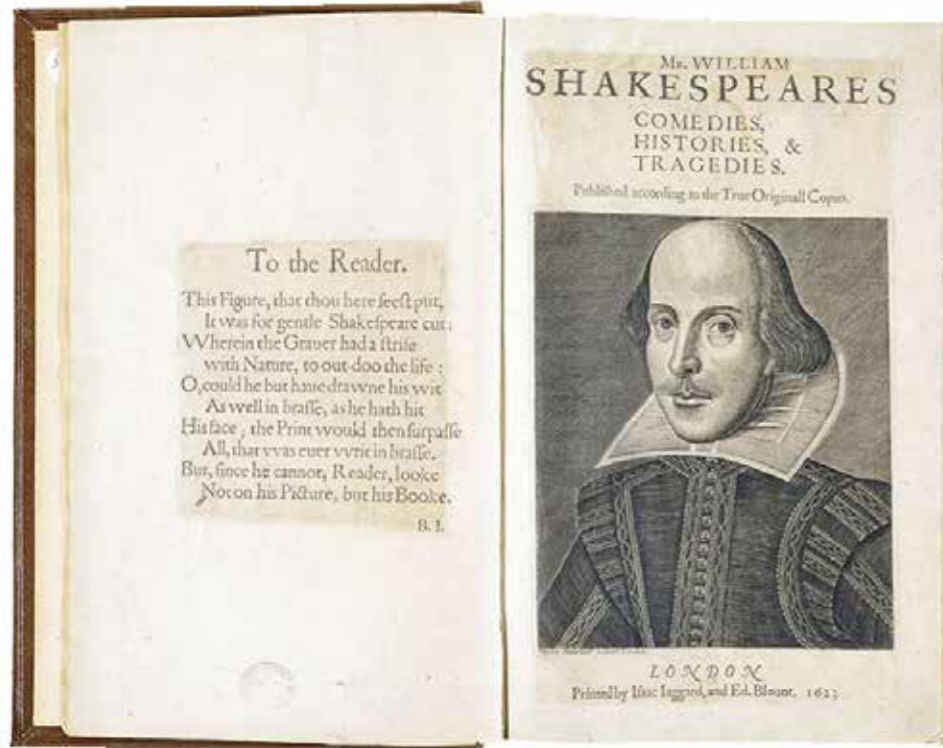 To the Reader.
This Figure, that thou here ſeeſt put,
It was for gentle Shakeſpeare cut:
VVherein the Grauer had a ſtrife
with Nature, to out-doo the life :
O, could he but haue drawne his wit
As well in braſſe, as he hath hit
His face ; the Print would then ſurpaſſe
All, that vvas euer vvrit in braſſe.
But, ſince he cannot, Reader, looke
Not on his Picture, but his Booke.
B. I.
Mr. WILLIAM
SHAKESPEARES
COMEDIES,
HISTORIES, &
TRAGEDIES.
Publiſhed according to the True Originall Copies.
LONDON
Printed by Iſaac Iaggard, and Ed. Blount. 1623